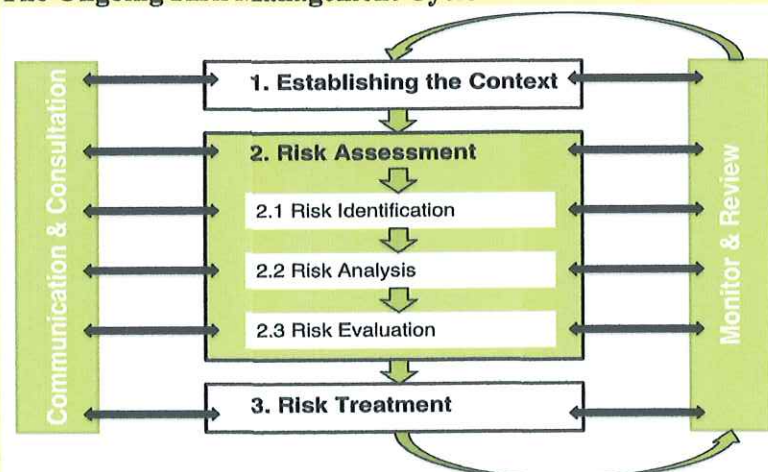 Communication & Consultation
1. Establishing the Context
2. Risk Assessment
2.1 Risk Identification
2.2 Risk Analysis
2.3 Risk Evaluation
3. Risk Treatment
Monitor & Review